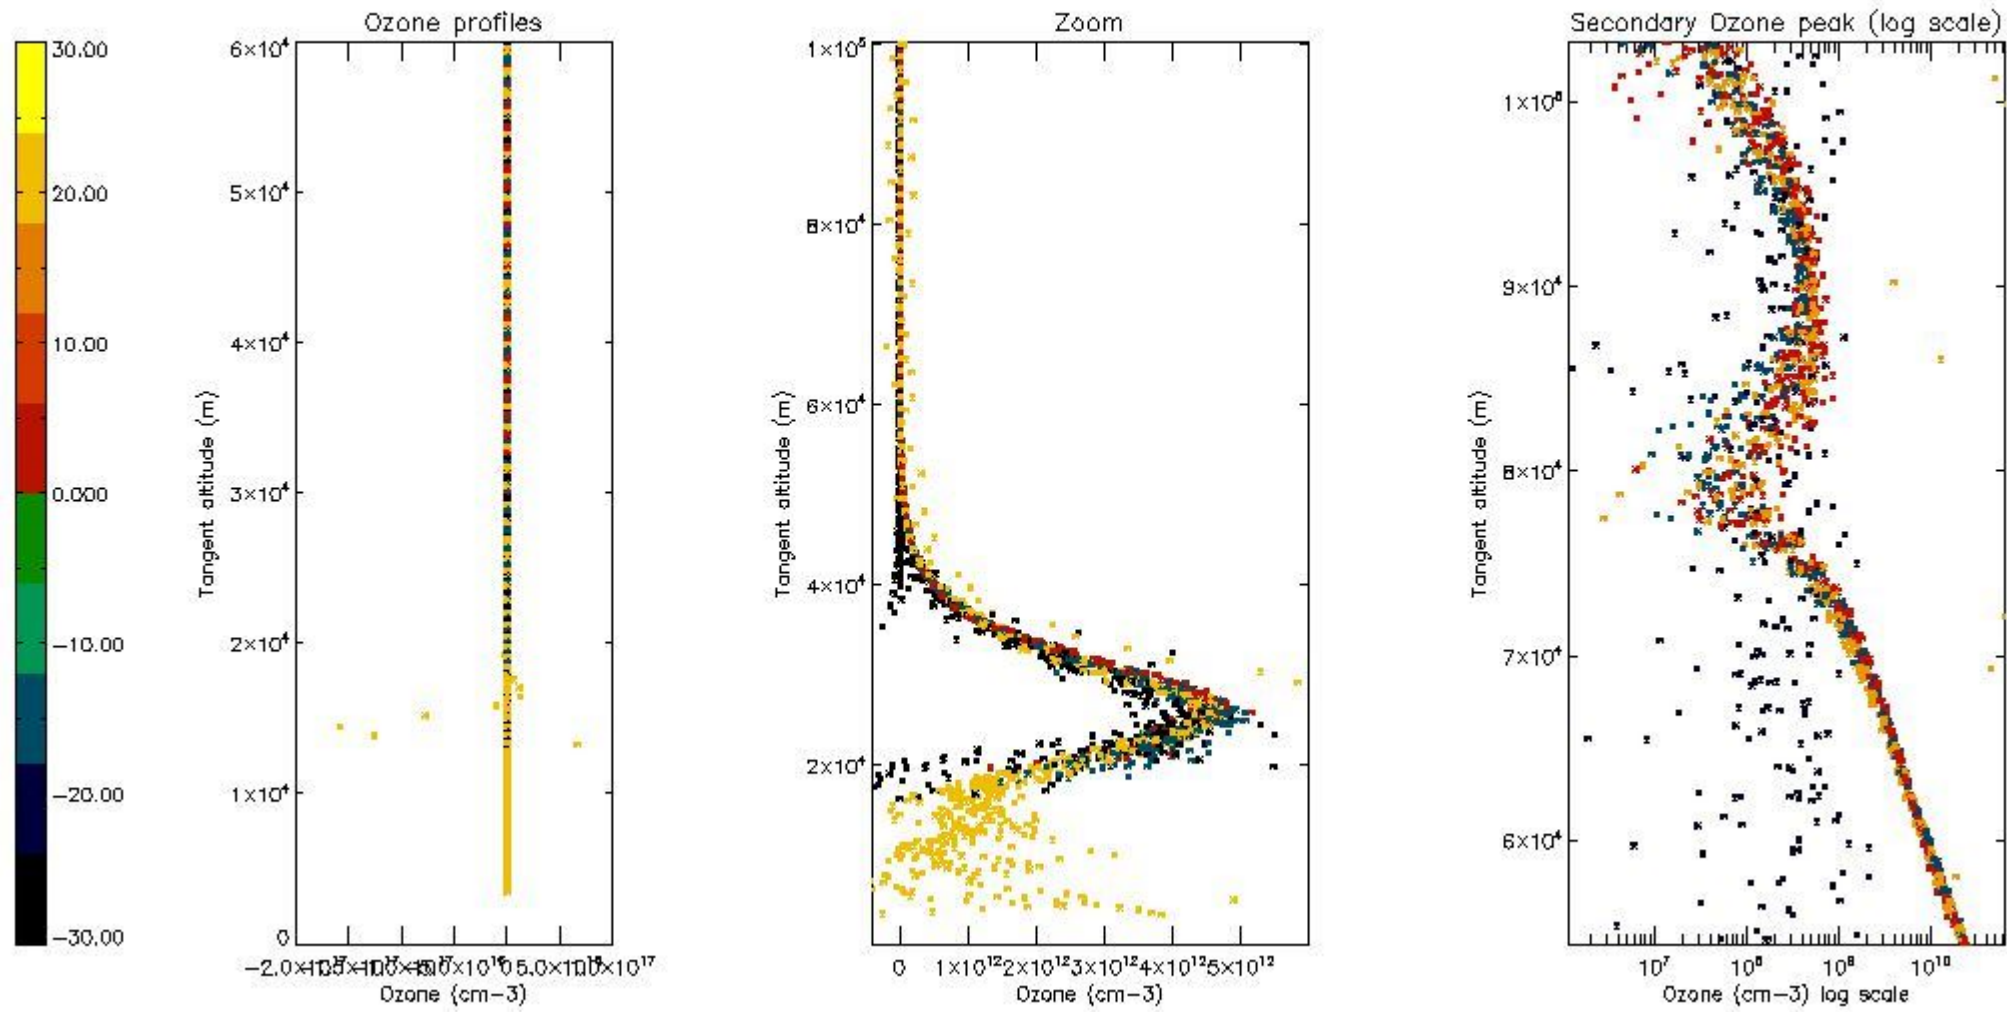 Ozone profiles
Zoom
Secondary Ozone peak (log scale)
30.00
20.00
10.00
0.000
−10.00
−20.00
−30.00
6×10⁴
5×10⁴
4×10⁴
3×10⁴
2×10⁴
1×10⁴
0
Tangent altitude (m)
5.0×10¹⁶
Ozone (cm−3)
1×10⁵
8×10⁴
6×10⁴
4×10⁴
2×10⁴
Tangent altitude (m)
0 1×10¹² 2×10¹² 3×10¹² 4×10¹² 5×10¹²
Ozone (cm−3)
1×10⁵
9×10⁴
8×10⁴
7×10⁴
6×10⁴
Tangent altitude (m)
10⁷ 10⁸ 10⁹ 10¹⁰
Ozone (cm−3) log scale